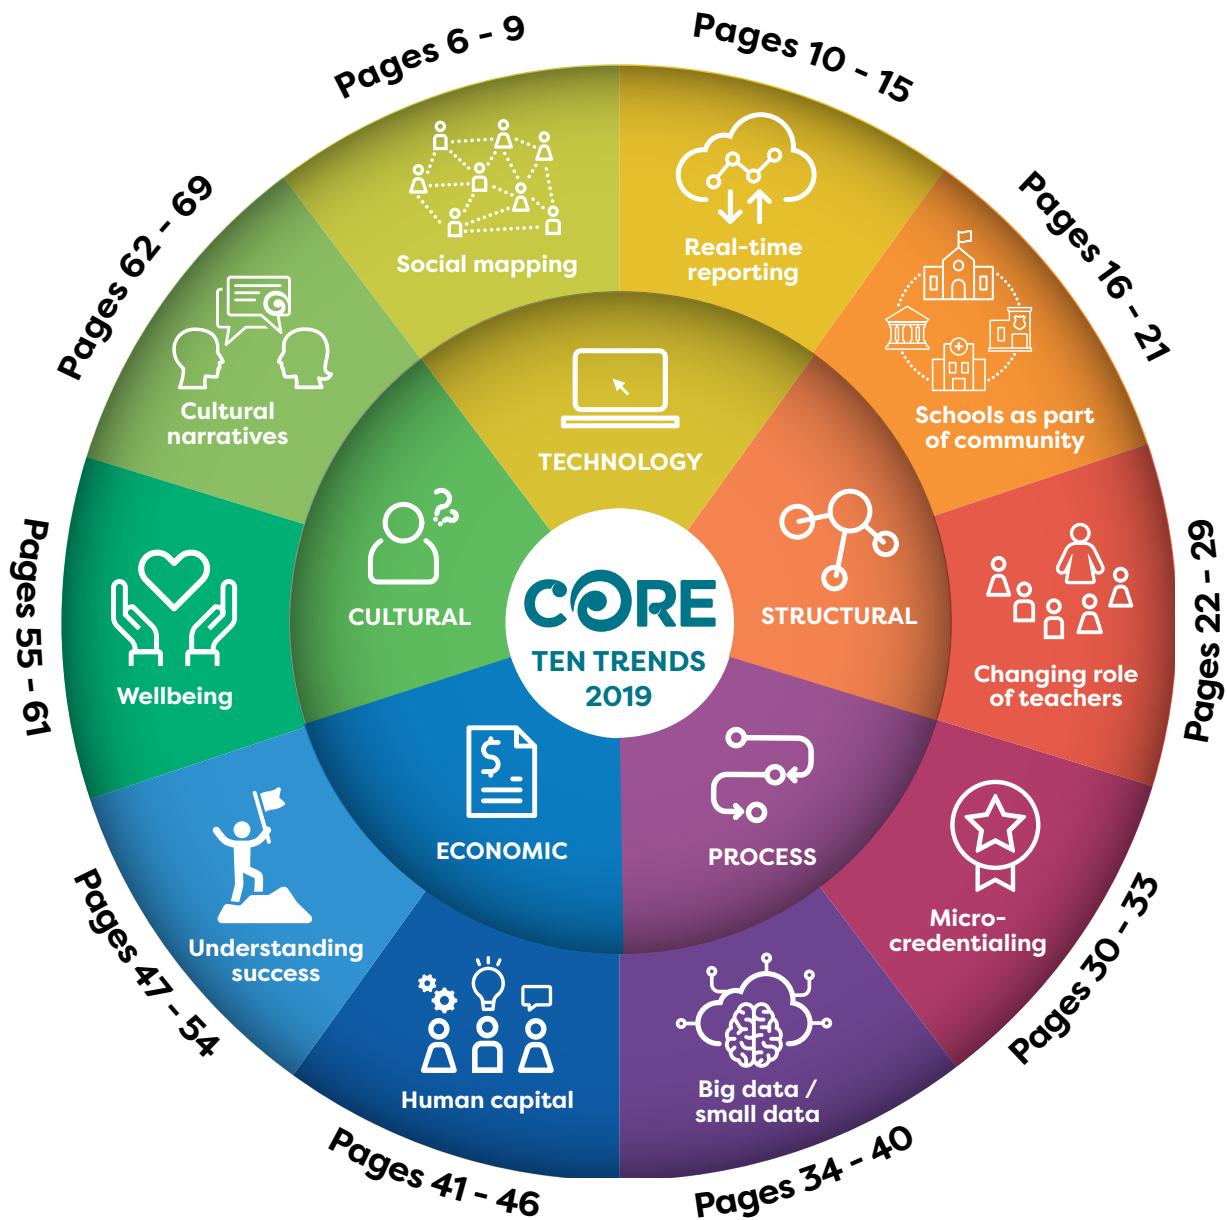 Pages 6 - 9
Pages 10 - 15
Pages 16 - 21
Pages 22 - 29
Pages 30 - 33
Pages 34 - 40
Pages 41 - 46
Pages 47 - 54
Pages 55 - 61
Pages 62 - 69
Social mapping
Real-time
reporting
Schools as part
of community
Changing role
of teachers
Micro-
credentialing
Big data /
small data
Human capital
Understanding
success
Wellbeing
Cultural
narratives
TECHNOLOGY
STRUCTURAL
PROCESS
ECONOMIC
CULTURAL
CORE
TEN TRENDS
2019